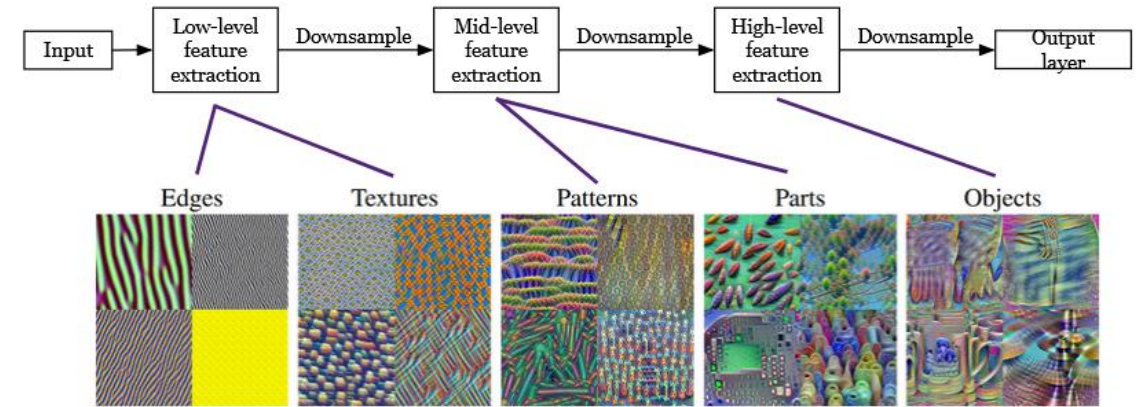 Input
Low-level
feature
extraction
Downsample
Mid-level
feature
extraction
Downsample
High-level
feature
extraction
Downsample
Output
layer
Edges
Textures
Patterns
Parts
Objects